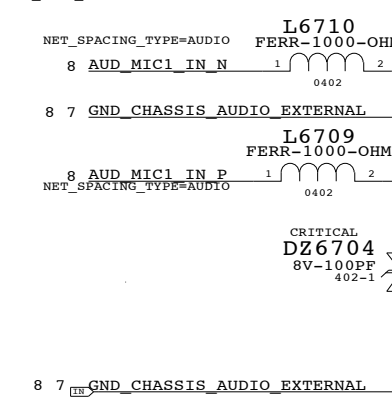 L6710
NET_SPACING_TYPE=AUDIO
FERR-1000-OH
8 AUD_MIC1_IN_N 1 2
0402
8 7 GND_CHASSIS_AUDIO_EXTERNAL
L6709
FERR-1000-OHM
8 AUD_MIC1_IN_P 1 2
NET_SPACING_TYPE=AUDIO
0402
CRITICAL
DZ6704
8V-100PF
402-1
8 7 IN GND_CHASSIS_AUDIO_EXTERNAL